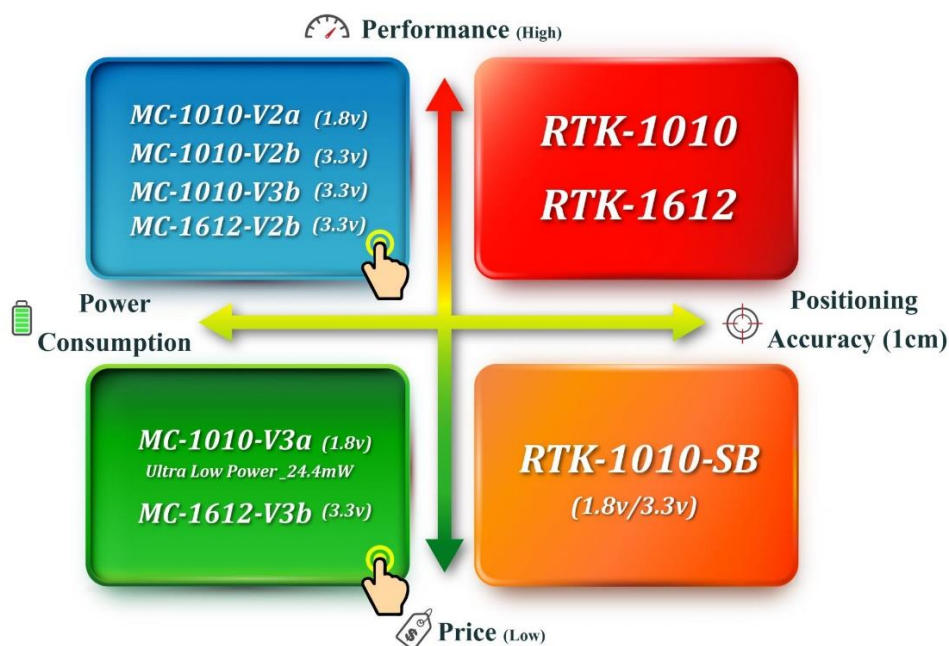 Performance (High)
MC-1010-V2a (1.8v)
MC-1010-V2b (3.3v)
MC-1010-V3b (3.3v)
MC-1612-V2b (3.3v)
RTK-1010
RTK-1612
Power
Consumption
Positioning
Accuracy (1cm)
MC-1010-V3a (1.8v)
Ultra Low Power _24.4mW
MC-1612-V3b (3.3v)
RTK-1010-SB
(1.8v/3.3v)
$
Price (Low)